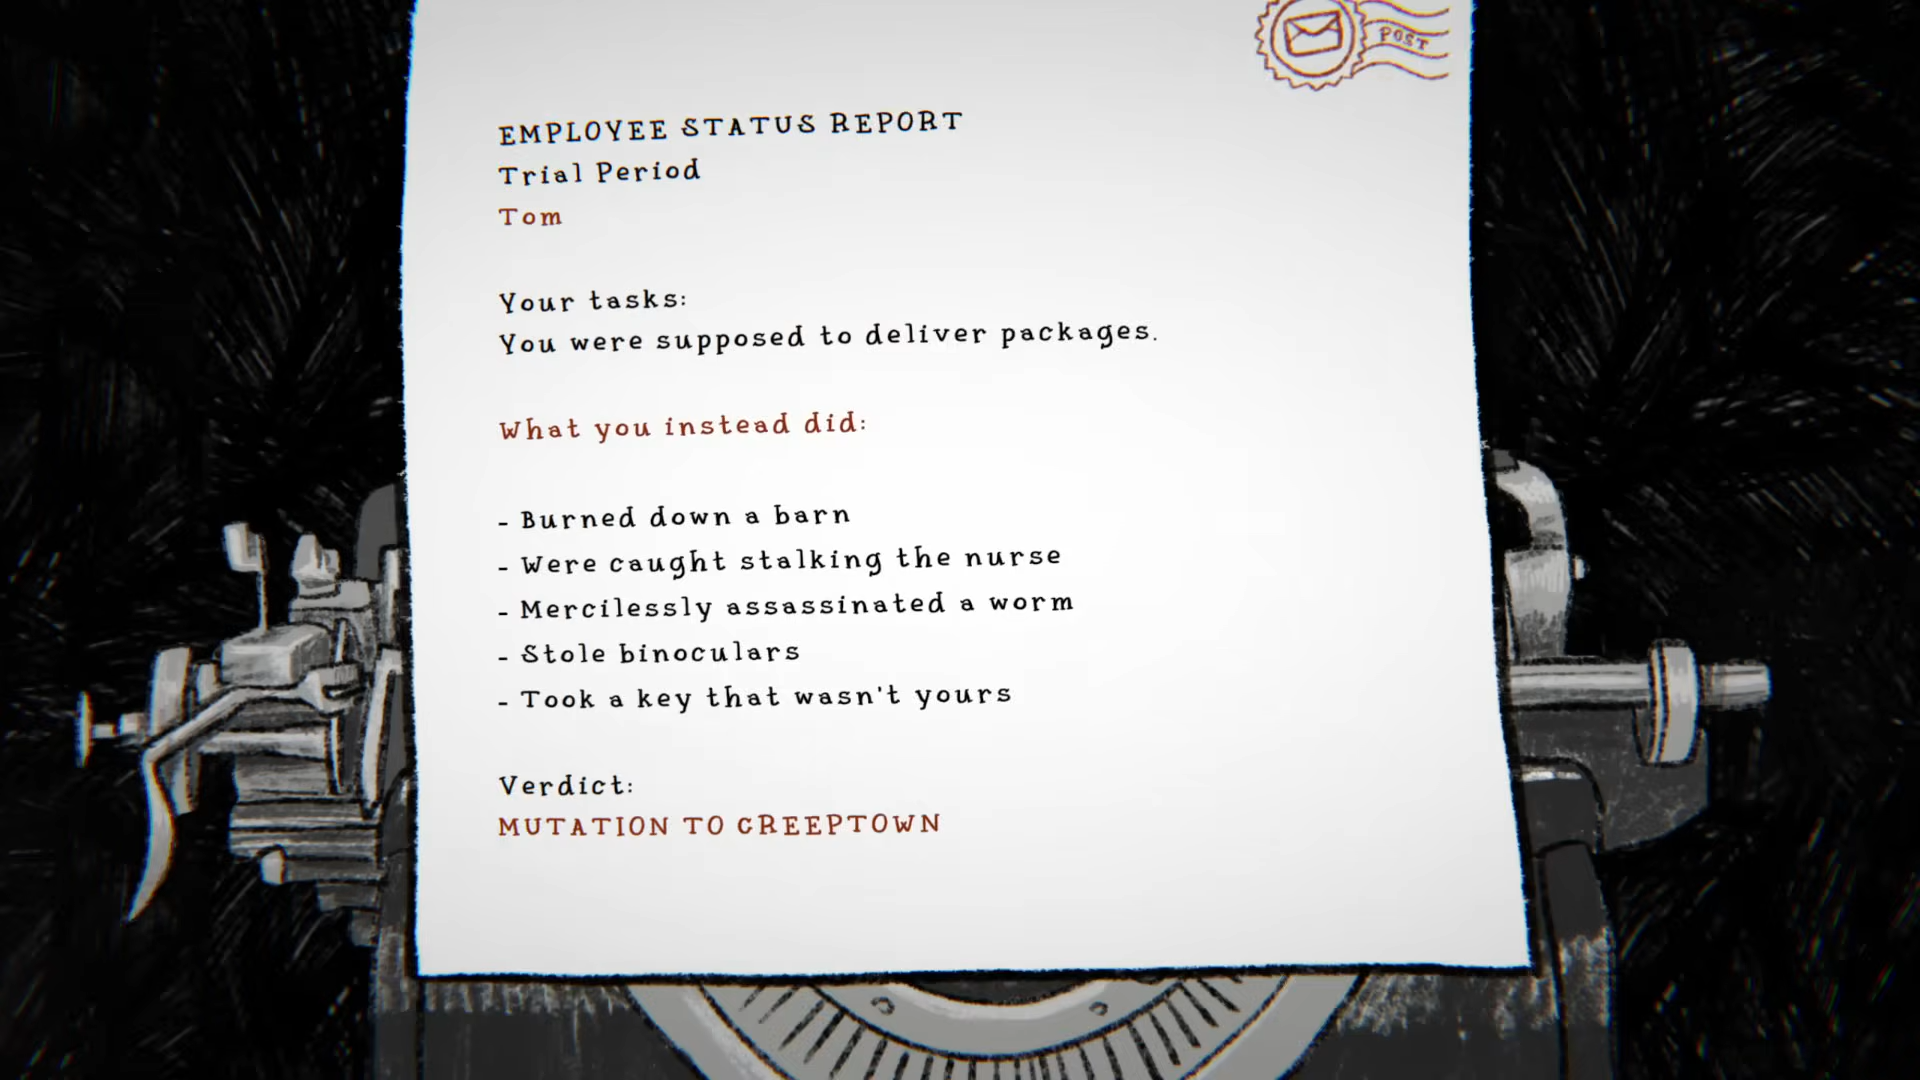 POST
EMPLOYEE STATUS REPORT
Trial Period
Tom
Your tasks:
You were supposed to deliver packages.
What you instead did:
- Burned down a barn
- Were caught stalking the nurse
- Mercilessly assassinated a worm
- Stole binoculars
- Took a key that wasn't yours
Verdict:
MUTATION TO CREEPTOWN